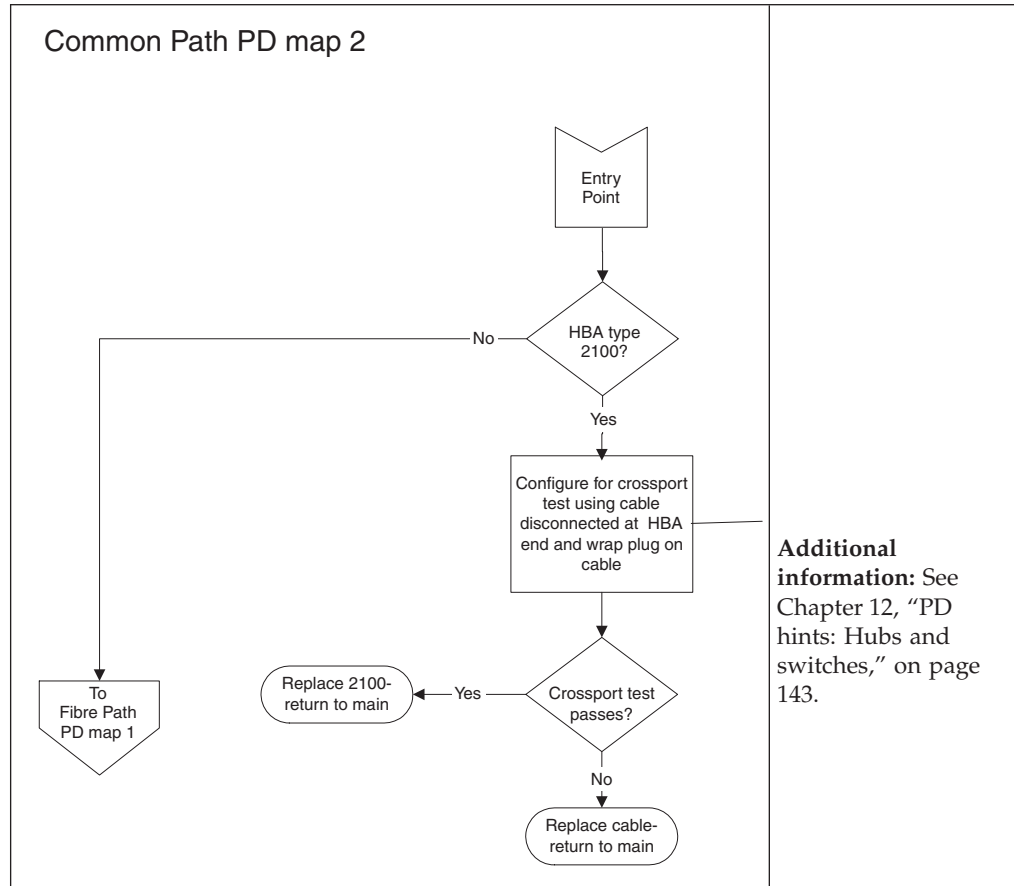 Common Path PD map 2
Entry
Point
HBA type
2100?
No
Yes
Configure for crossport
test using cable
disconnected at HBA
end and wrap plug on
cable
Additional
information: See
Chapter 12, “PD
hints: Hubs and
switches,” on page
143.
To
Fibre Path
PD map 1
Replace 2100-
return to main
Yes
Crossport test
passes?
No
Replace cable-
return to main